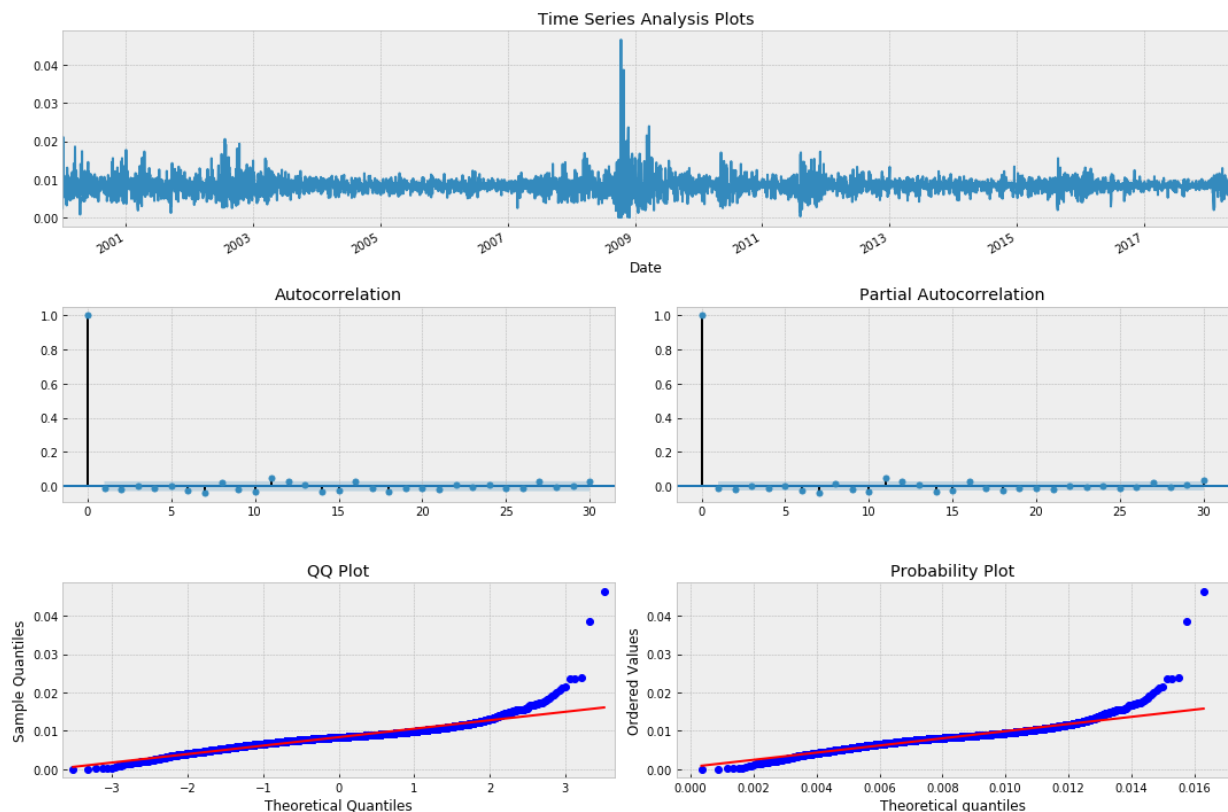 Time Series Analysis Plots
0.04
0.03
0.02
0.01
0.00
2001 2003 2005 2007 2009 2011 2013 2015 2017
Date
Autocorrelation
1.0
0.8
0.6
0.4
0.2
0.0
0 5 10 15 20 25 30
Partial Autocorrelation
1.0
0.8
0.6
0.4
0.2
0.0
0 5 10 15 20 25 30
QQ Plot
Sample Quantiles
0.04
0.03
0.02
0.01
0.00
−3 −2 −1 0 1 2 3
Theoretical Quantiles
Probability Plot
Ordered Values
0.04
0.03
0.02
0.01
0.00
0.000 0.002 0.004 0.006 0.008 0.010 0.012 0.014 0.016
Theoretical quantiles